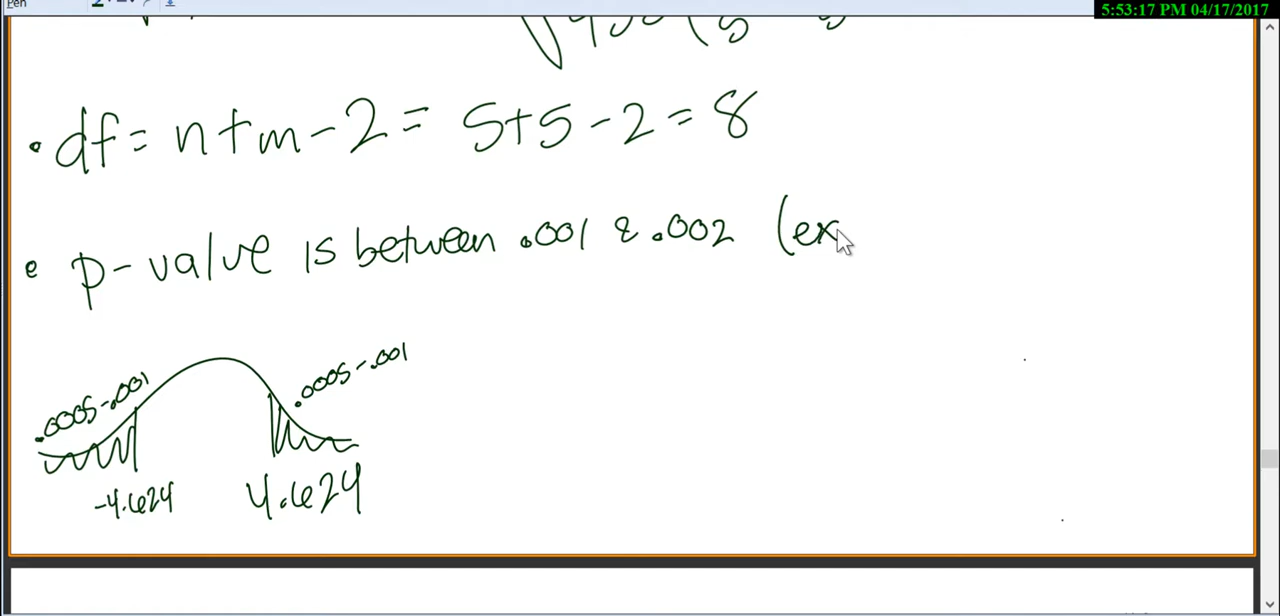 Pen
5:53:17 PM 04/17/2017
• df = n+m-2 = 5+5-2 = 8
• p-value is between .001 & .002 (ex
.0005-.001
.0005-.001
-4.624
4.624